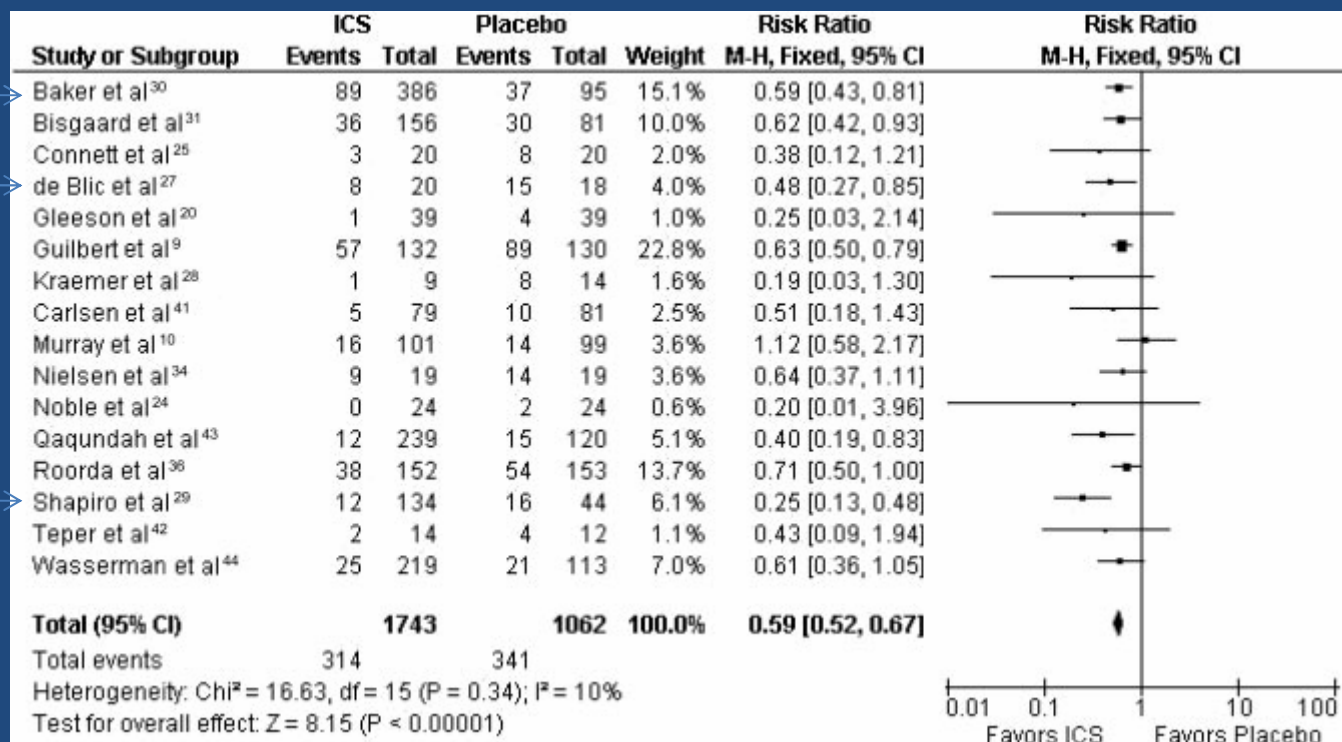 ICS Placebo Risk Ratio Risk Ratio
Study or Subgroup Events Total Events Total Weight M-H, Fixed, 95% CI M-H, Fixed, 95% CI
Baker et al³⁰ 89 386 37 95 15.1% 0.59 [0.43, 0.81]
Bisgaard et al³¹ 36 156 30 81 10.0% 0.62 [0.42, 0.93]
Connett et al²⁵ 3 20 8 20 2.0% 0.38 [0.12, 1.21]
de Blic et al²⁷ 8 20 15 18 4.0% 0.48 [0.27, 0.85]
Gleeson et al²⁰ 1 39 4 39 1.0% 0.25 [0.03, 2.14]
Guilbert et al⁹ 57 132 89 130 22.8% 0.63 [0.50, 0.79]
Kraemer et al²⁸ 1 9 8 14 1.6% 0.19 [0.03, 1.30]
Carlsen et al⁴¹ 5 79 10 81 2.5% 0.51 [0.18, 1.43]
Murray et al¹⁰ 16 101 14 99 3.6% 1.12 [0.58, 2.17]
Nielsen et al³⁴ 9 19 14 19 3.6% 0.64 [0.37, 1.11]
Noble et al²⁴ 0 24 2 24 0.6% 0.20 [0.01, 3.96]
Qaqundah et al⁴³ 12 239 15 120 5.1% 0.40 [0.19, 0.83]
Roorda et al³⁶ 38 152 54 153 13.7% 0.71 [0.50, 1.00]
Shapiro et al²⁹ 12 134 16 44 6.1% 0.25 [0.13, 0.48]
Teper et al⁴² 2 14 4 12 1.1% 0.43 [0.09, 1.94]
Wasserman et al⁴⁴ 25 219 21 113 7.0% 0.61 [0.36, 1.05]
Total (95% CI) 1743 1062 100.0% 0.59 [0.52, 0.67]
Total events 314 341
Heterogeneity: Chi² = 16.63, df = 15 (P = 0.34); I² = 10%
Test for overall effect: Z = 8.15 (P < 0.00001)
0.01 0.1 1 10 100
Favors ICS Favors Placebo